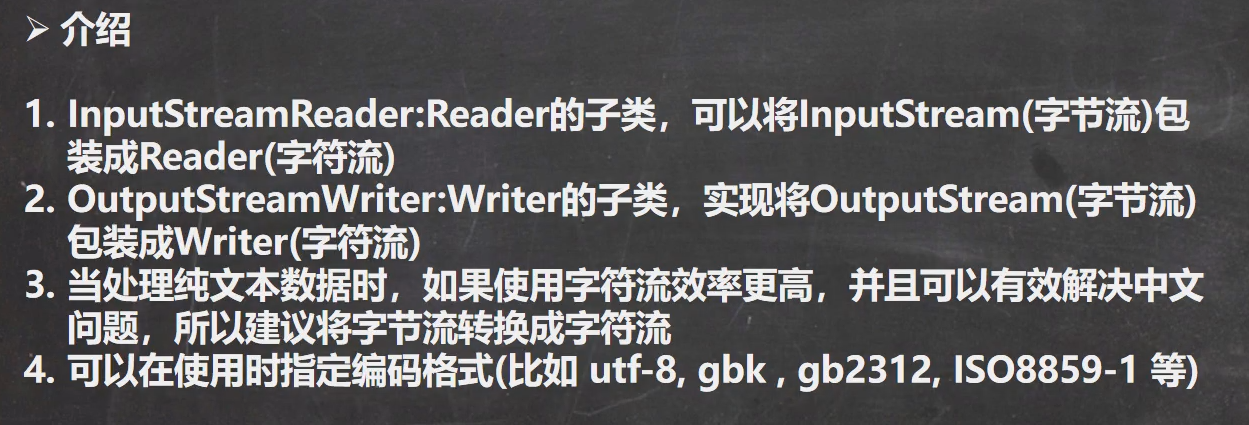 ➢ 介绍
1. InputStreamReader:Reader的子类，可以将InputStream(字节流)包
装成Reader(字符流)
2. OutputStreamWriter:Writer的子类，实现将OutputStream(字节流)
包装成Writer(字符流)
3. 当处理纯文本数据时，如果使用字符流效率更高，并且可以有效解决中文
问题，所以建议将字节流转换成字符流
4. 可以在使用时指定编码格式(比如 utf-8, gbk , gb2312, ISO8859-1 等)